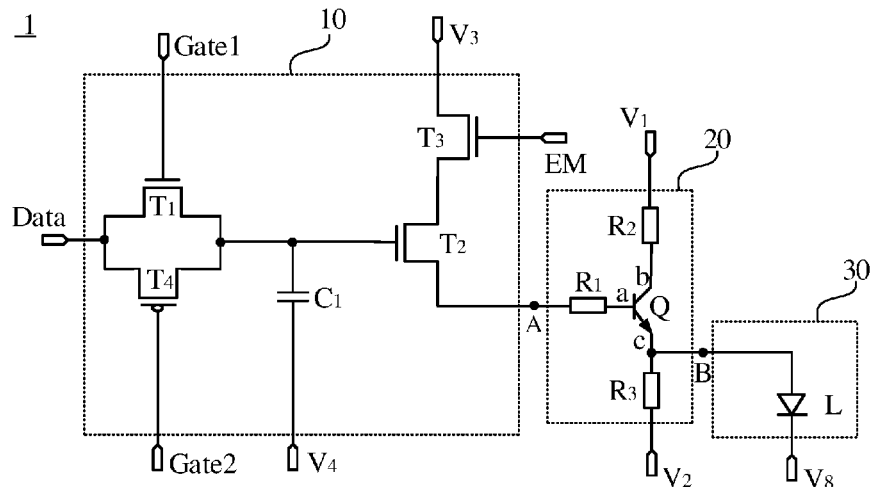 1
10
Gate1
V3
T3
EM
V1
20
Data
T1
T2
R2
30
T4
C1
R1
a
b
Q
A
c
B
R3
L
Gate2
V4
V2
V8